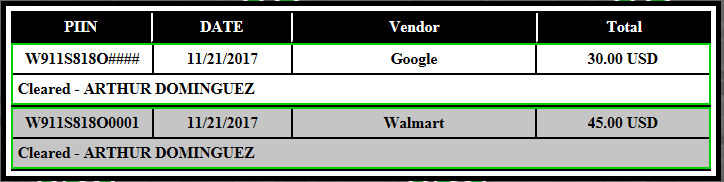 PIIN DATE Vendor Total
W911S818O#### 11/21/2017 Google 30.00 USD
Cleared - ARTHUR DOMINGUEZ
W911S818O0001 11/21/2017 Walmart 45.00 USD
Cleared - ARTHUR DOMINGUEZ